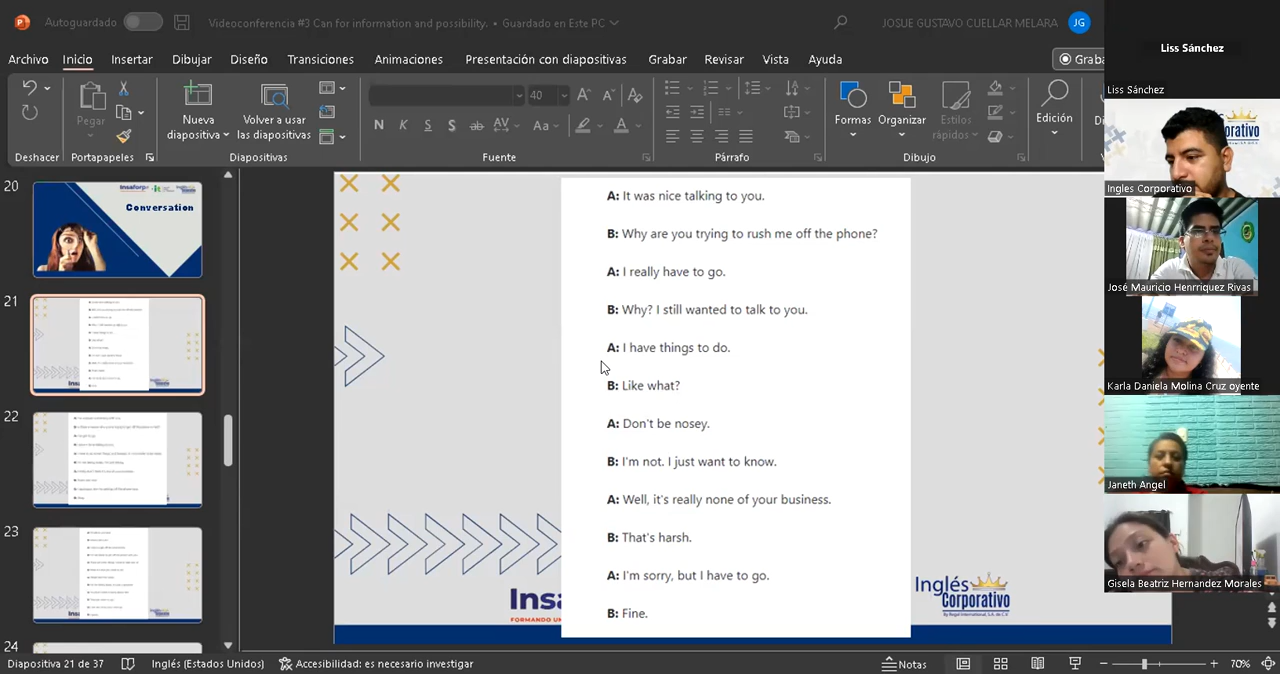 Autoguardado
Videoconferencia #3 Can for information and possibility. • Guardado en Este PC
JOSUE GUSTAVO CUELLAR MELARA
JG
Archivo
Inicio
Insertar
Dibujar
Diseño
Transiciones
Animaciones
Presentación con diapositivas
Grabar
Revisar
Vista
Ayuda
Deshacer
Pegar
Portapapeles
Nueva
diapositiva
Volver a usar
las diapositivas
Diapositivas
40
N K S S ab AV Aa A
Fuente
Párrafo
Formas
Organizar
Estilos
rápidos
Dibujo
Edición
20
Insaforp
Conversation
21
22
23
24
A: It was nice talking to you.
B: Why are you trying to rush me off the phone?
A: I really have to go.
B: Why? I still wanted to talk to you.
A: I have things to do.
B: Like what?
A: Don't be nosey.
B: I'm not. I just want to know.
A: Well, it's really none of your business.
B: That's harsh.
A: I'm sorry, but I have to go.
B: Fine.
Inglés
Corporativo
Liss Sánchez
Liss Sánchez
Ingles Corporativo
José Mauricio Henrriquez Rivas
Karla Daniela Molina Cruz oyente
Janeth Angel
Gisela Beatriz Hernandez Morales
Diapositiva 21 de 37
Inglés (Estados Unidos)
Accesibilidad: es necesario investigar
Notas
70%